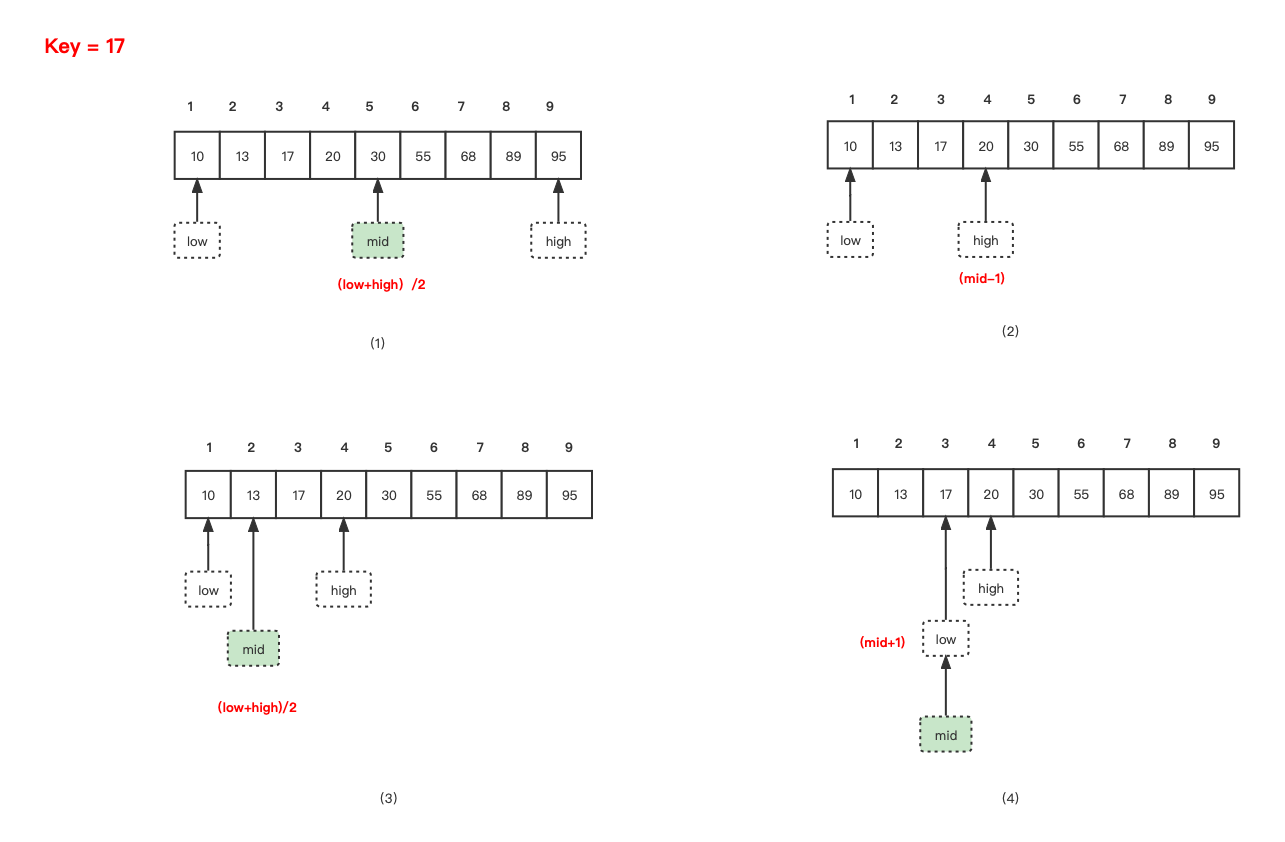 Key = 17
1 2 3 4 5 6 7 8 9
10 13 17 20 30 55 68 89 95
low mid high
(low+high) /2
(1)
1 2 3 4 5 6 7 8 9
10 13 17 20 30 55 68 89 95
low high
(mid-1)
(2)
1 2 3 4 5 6 7 8 9
10 13 17 20 30 55 68 89 95
low high
mid
(low+high)/2
(3)
1 2 3 4 5 6 7 8 9
10 13 17 20 30 55 68 89 95
high
(mid+1) low
mid
(4)